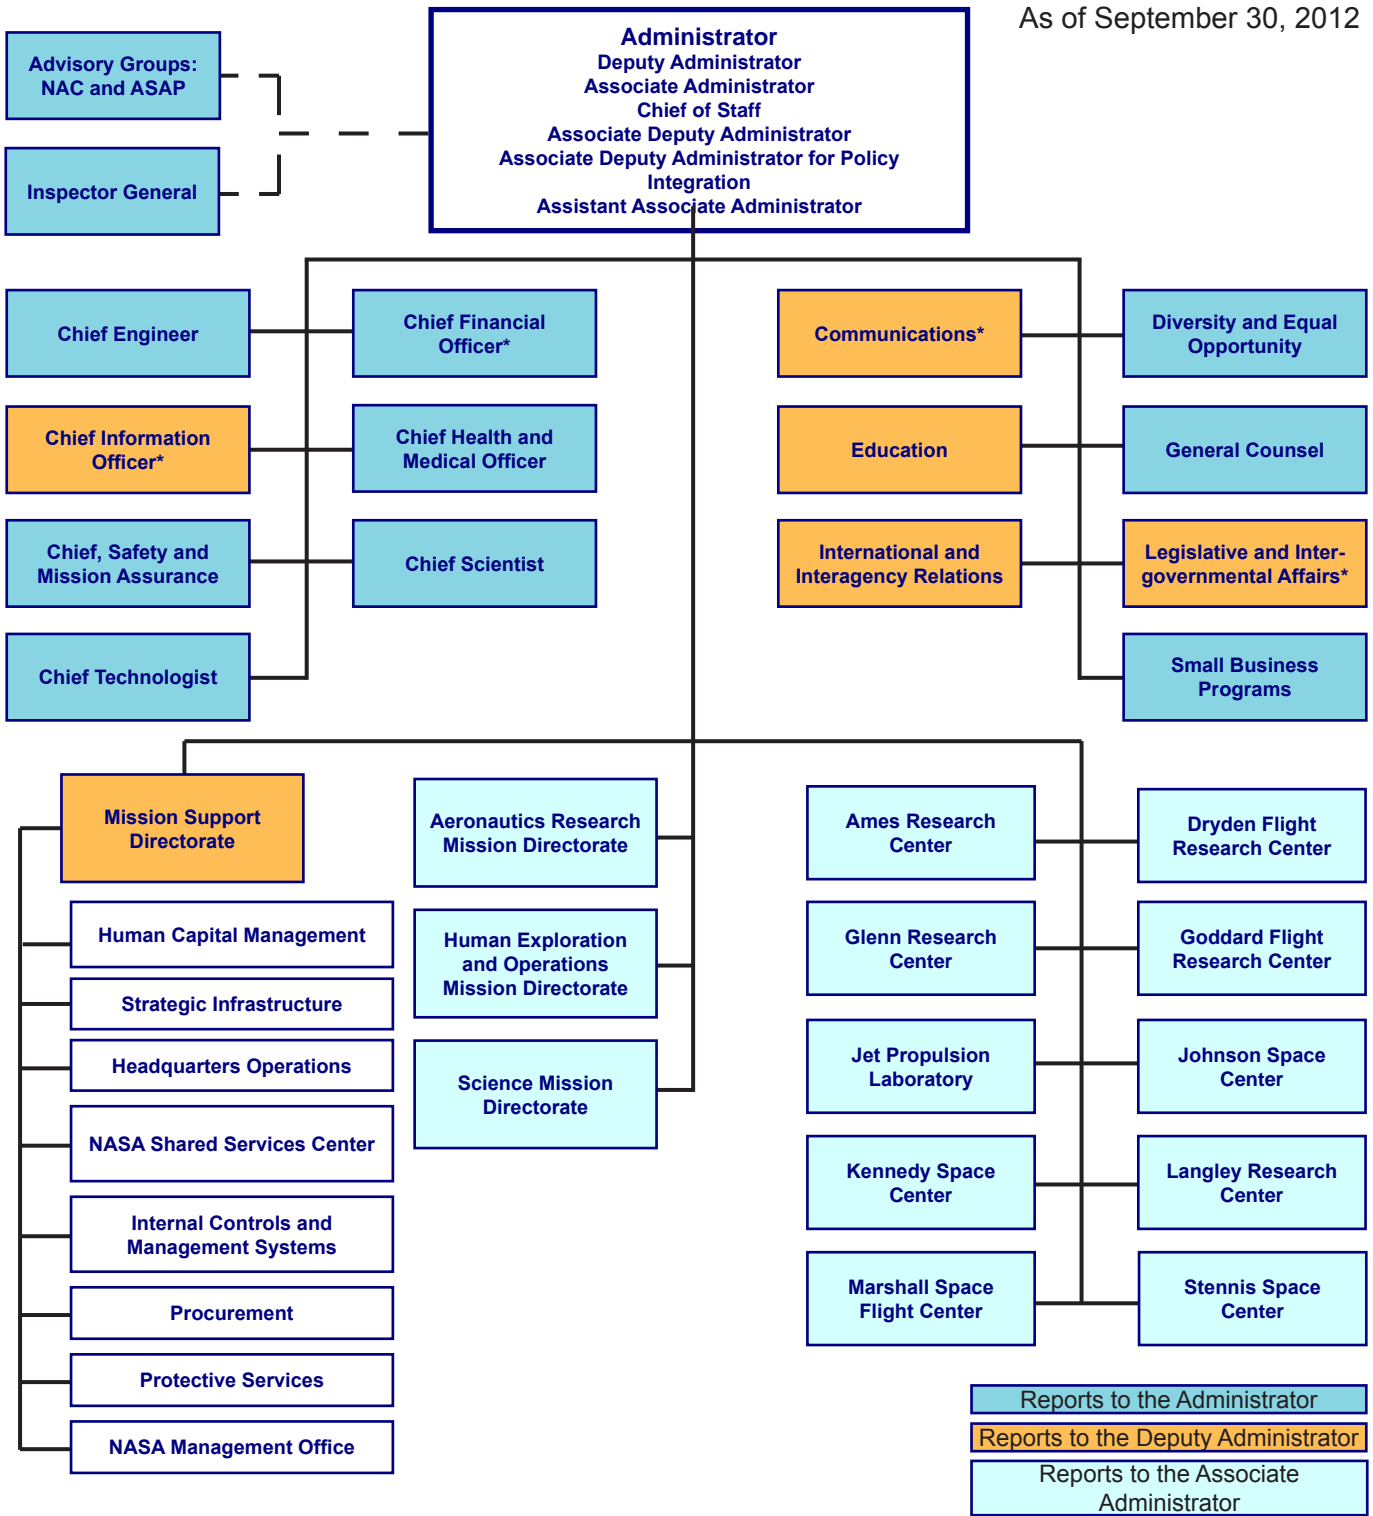 As of September 30, 2012
Administrator
Deputy Administrator
Associate Administrator
Chief of Staff
Associate Deputy Administrator
Associate Deputy Administrator for Policy
Integration
Assistant Associate Administrator
Advisory Groups:
NAC and ASAP
Inspector General
Chief Engineer
Chief Financial
Officer*
Communications*
Diversity and Equal
Opportunity
Chief Information
Officer*
Chief Health and
Medical Officer
Education
General Counsel
Chief, Safety and
Mission Assurance
Chief Scientist
International and
Interagency Relations
Legislative and Inter-
governmental Affairs*
Chief Technologist
Small Business
Programs
Mission Support
Directorate
Human Capital Management
Strategic Infrastructure
Headquarters Operations
NASA Shared Services Center
Internal Controls and
Management Systems
Procurement
Protective Services
NASA Management Office
Aeronautics Research
Mission Directorate
Human Exploration
and Operations
Mission Directorate
Science Mission
Directorate
Ames Research
Center
Dryden Flight
Research Center
Glenn Research
Center
Goddard Flight
Research Center
Jet Propulsion
Laboratory
Johnson Space
Center
Kennedy Space
Center
Langley Research
Center
Marshall Space
Flight Center
Stennis Space
Center
Reports to the Administrator
Reports to the Deputy Administrator
Reports to the Associate
Administrator